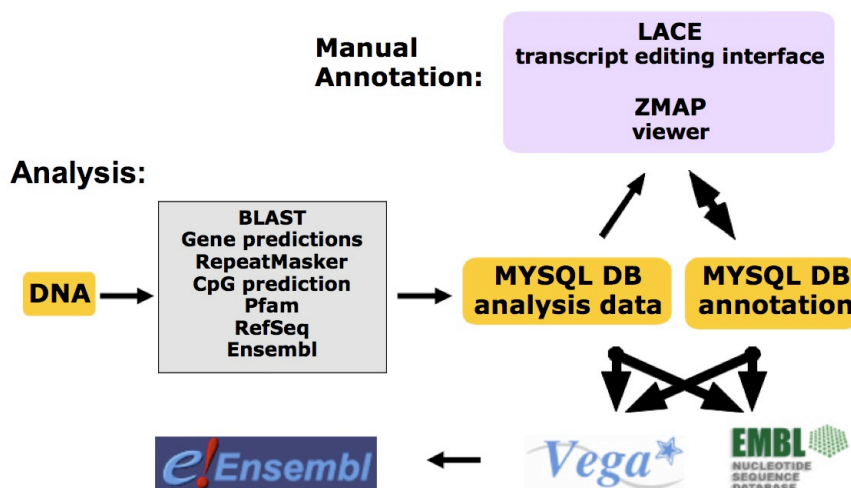 Manual
Annotation:
LACE
transcript editing interface
ZMAP
viewer
Analysis:
DNA
BLAST
Gene predictions
RepeatMasker
CpG prediction
Pfam
RefSeq
Ensembl
MYSQL DB
analysis data
MYSQL DB
annotation
e!Ensembl
Vega
EMBL
NUCLEOTIDE
SEQUENCE
DATABASE